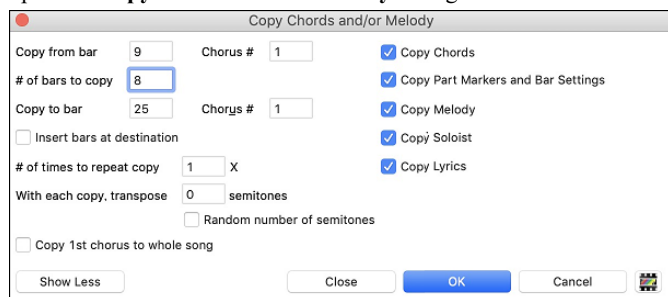 Copy Chords and/or Melody
Copy from bar 9 Chorus # 1
# of bars to copy 8
Copy to bar 25 Chorus # 1
Insert bars at destination
# of times to repeat copy 1 X
With each copy, transpose 0 semitones
Random number of semitones
Copy 1st chorus to whole song
Copy Chords
Copy Part Markers and Bar Settings
Copy Melody
Copy Soloist
Copy Lyrics
Show Less Close OK Cancel